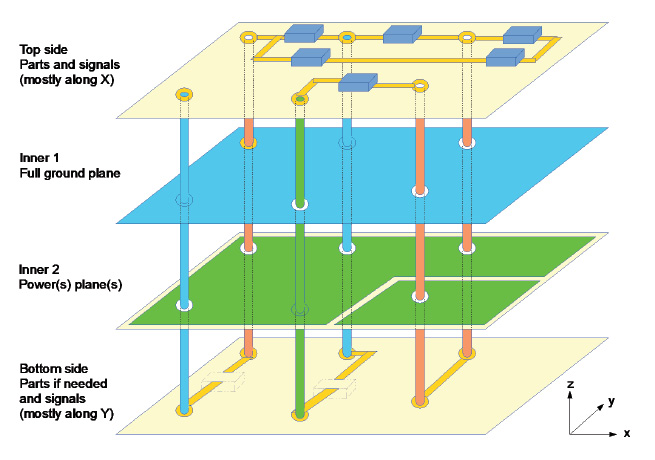 Top side
Parts and signals
(mostly along X)
Inner 1
Full ground plane
Inner 2
Power(s) plane(s)
Bottom side
Parts if needed
and signals
(mostly along Y)
z
y
x